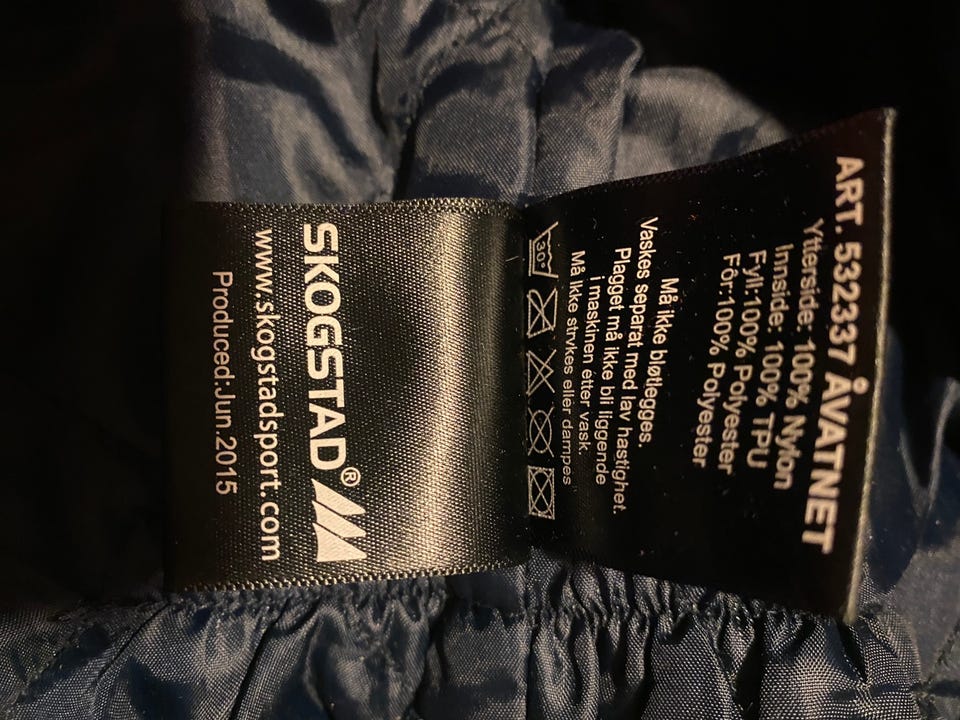 ART. 532337 ÅVATNET
Ytterside: 100% Nylon
Innside: 100% TPU
Fyll:100% Polyester
Fôr:100% Polyester
Må ikke bløtlegges.
Vaskes separat med lav hastighet.
Plagget må ikke bli liggende
i maskinen etter vask.
Må ikke strykes eller dampes
30°
SKOGSTAD®
www.skogstadsport.com
Produced:Jun.2015